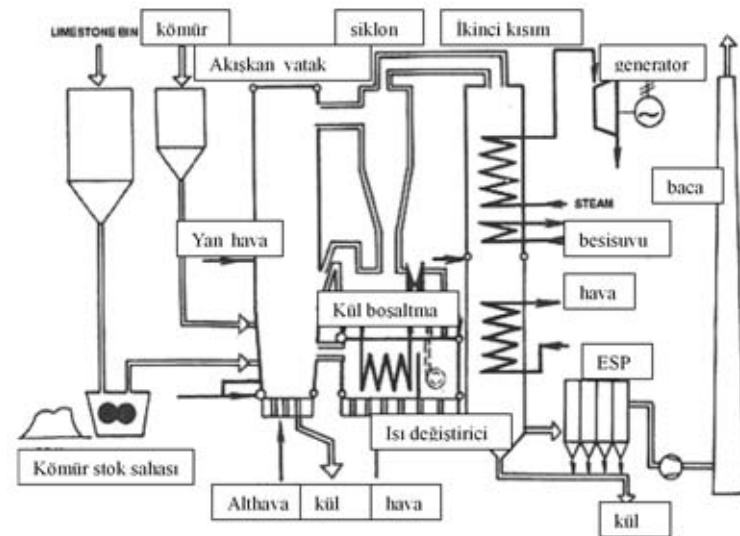 LIMESTONE BIN kömür siklon İkinci kısım
Akışkan vatak generator
STEAM baca
Yan hava besisuvu
Kül boşaltma hava
ESP
Isı değiştirici
Kömür stok sahası
Althava kül hava kül